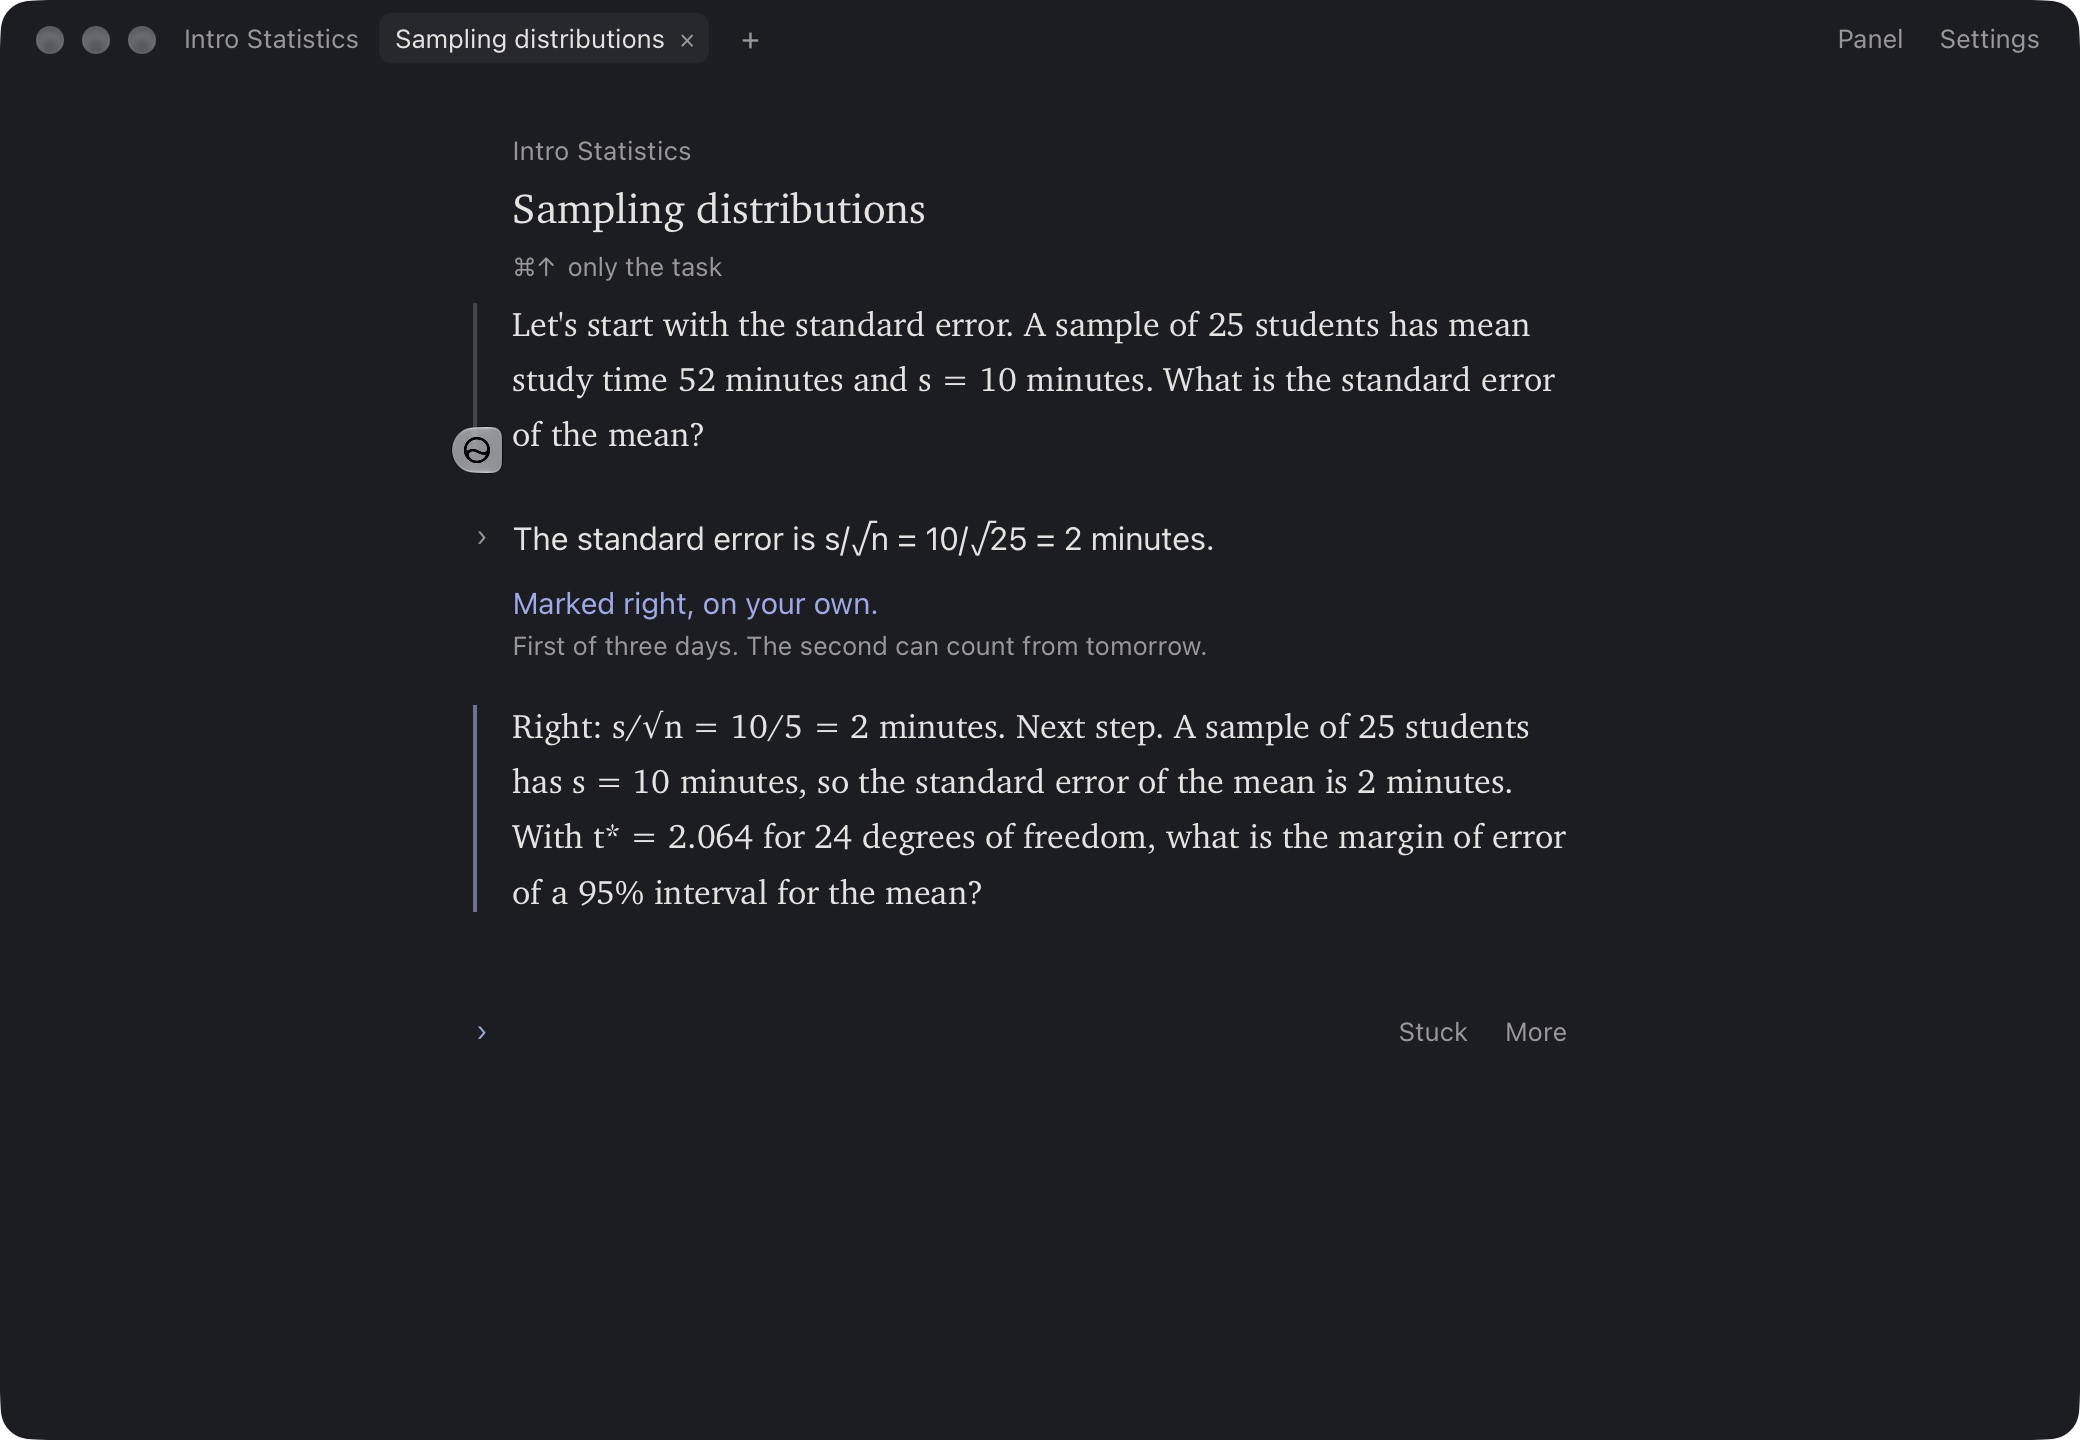 Intro Statistics
Sampling distributions ×
+
Panel
Settings
Intro Statistics
Sampling distributions
⌘↑ only the task
Let's start with the standard error. A sample of 25 students has mean
study time 52 minutes and s = 10 minutes. What is the standard error
of the mean?
› The standard error is s/√n = 10/√25 = 2 minutes.
Marked right, on your own.
First of three days. The second can count from tomorrow.
Right: s/√n = 10/5 = 2 minutes. Next step. A sample of 25 students
has s = 10 minutes, so the standard error of the mean is 2 minutes.
With t* = 2.064 for 24 degrees of freedom, what is the margin of error
of a 95% interval for the mean?
›
Stuck
More